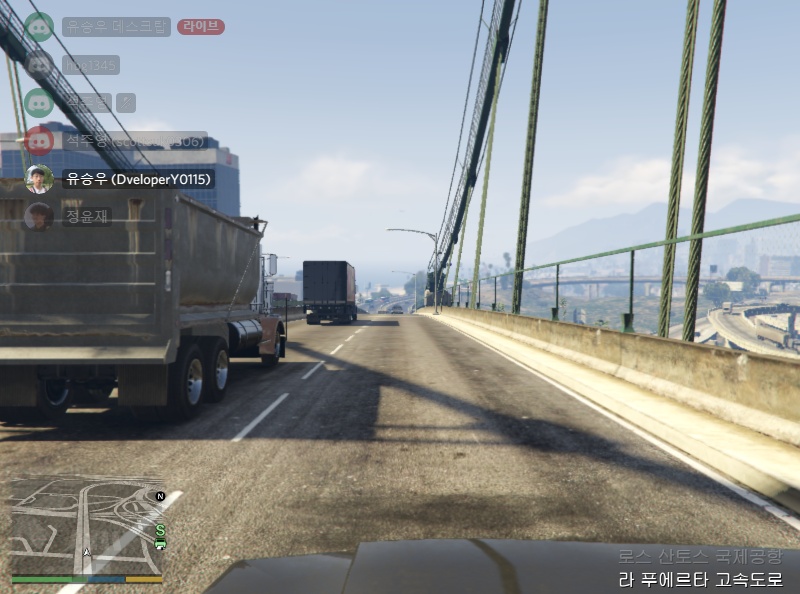 유승우 데스크탑 라이브
유승우 (DveloperY0115)
정윤재
N
S
로스 산토스 국제공항
라 푸에르타 고속도로